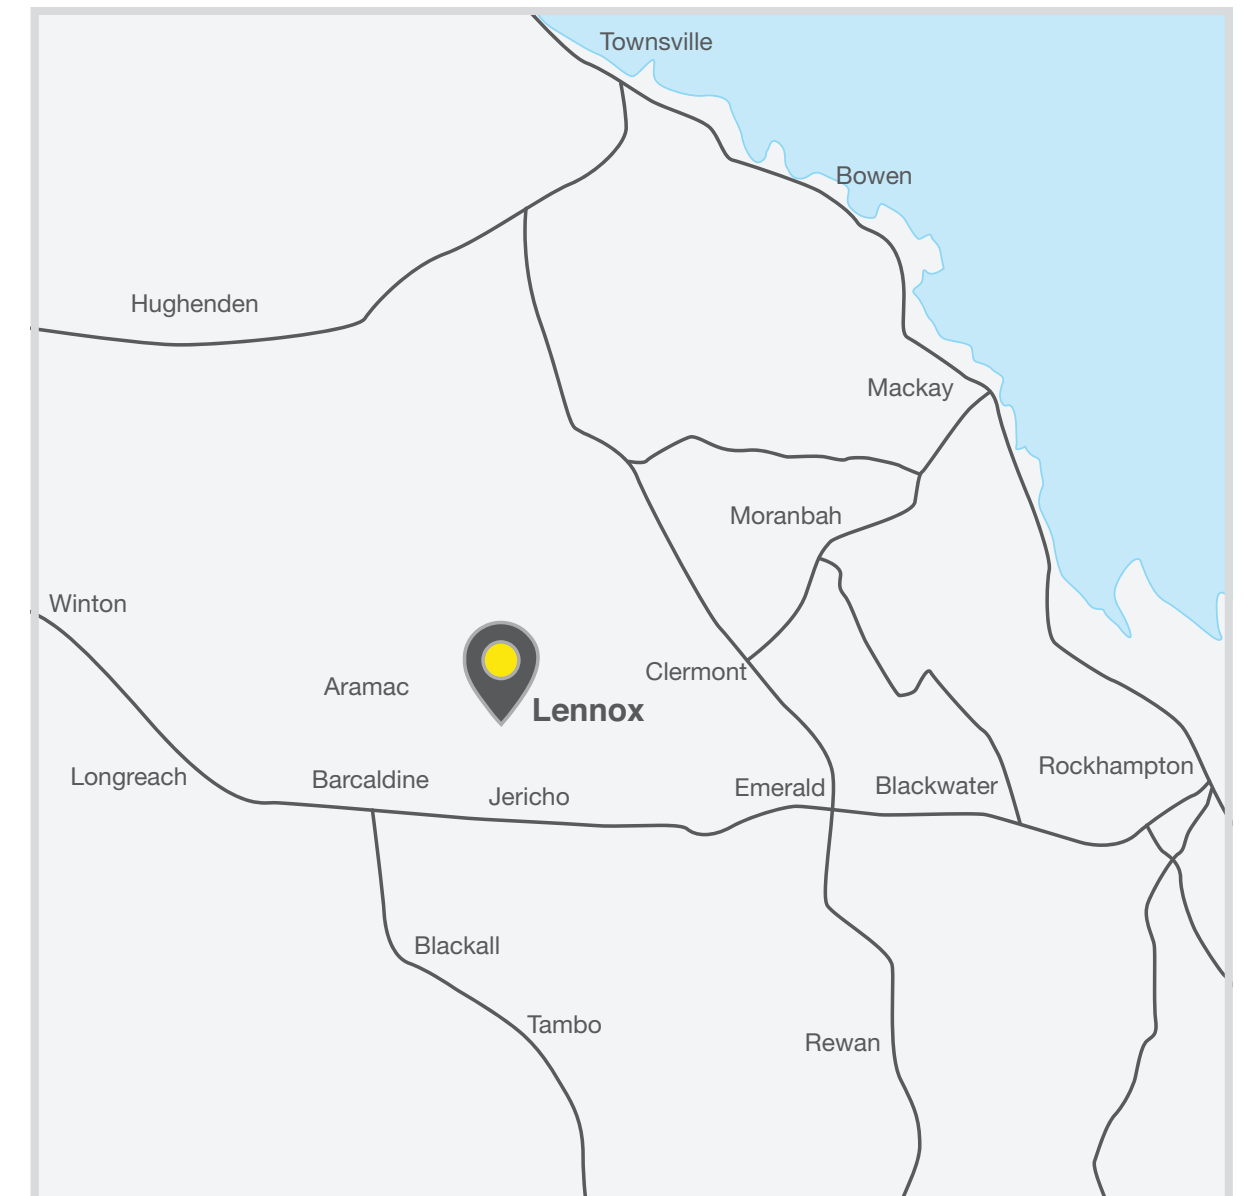 Townsville
Bowen
Hughenden
Mackay
Moranbah
Winton
Clermont
Aramac
Lennox
Rockhampton
Longreach
Barcaldine
Blackwater
Emerald
Jericho
Blackall
Tambo
Rewan